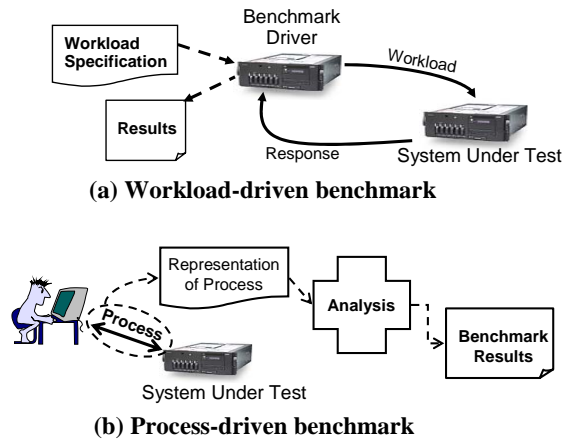 Benchmark
Driver
Workload
Specification
Workload
Results
Response
System Under Test
(a) Workload-driven benchmark
Representation
of Process
Analysis
Process
Benchmark
Results
System Under Test
(b) Process-driven benchmark